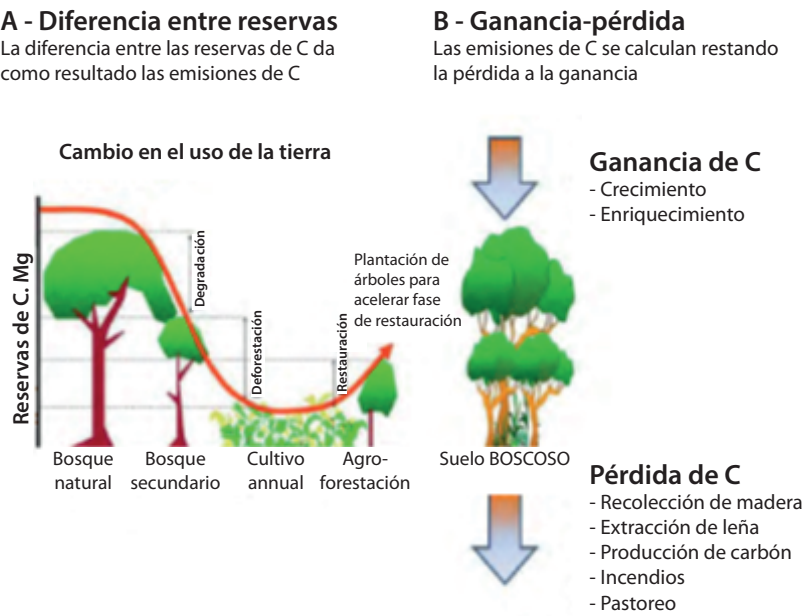 A - Diferencia entre reservas
La diferencia entre las reservas de C da
como resultado las emisiones de C
B - Ganancia-pérdida
Las emisiones de C se calculan restando
la pérdida a la ganancia
Cambio en el uso de la tierra
Reservas de C. Mg
Degradación
Deforestación
Restauración
Plantación de
árboles para
acelerar fase
de restauración
Bosque
natural
Bosque
secundario
Cultivo
annual
Agro-
forestación
Ganancia de C
- Crecimiento
- Enriquecimiento
Suelo BOSCOSO
Pérdida de C
- Recolección de madera
- Extracción de leña
- Producción de carbón
- Incendios
- Pastoreo